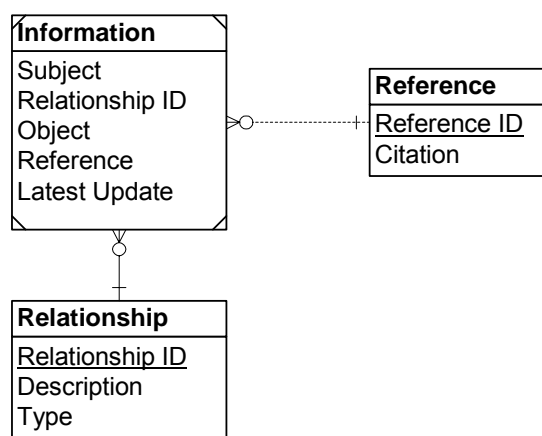 Information
Subject
Relationship ID
Object
Reference
Latest Update
Reference
Reference ID
Citation
Relationship
Relationship ID
Description
Type